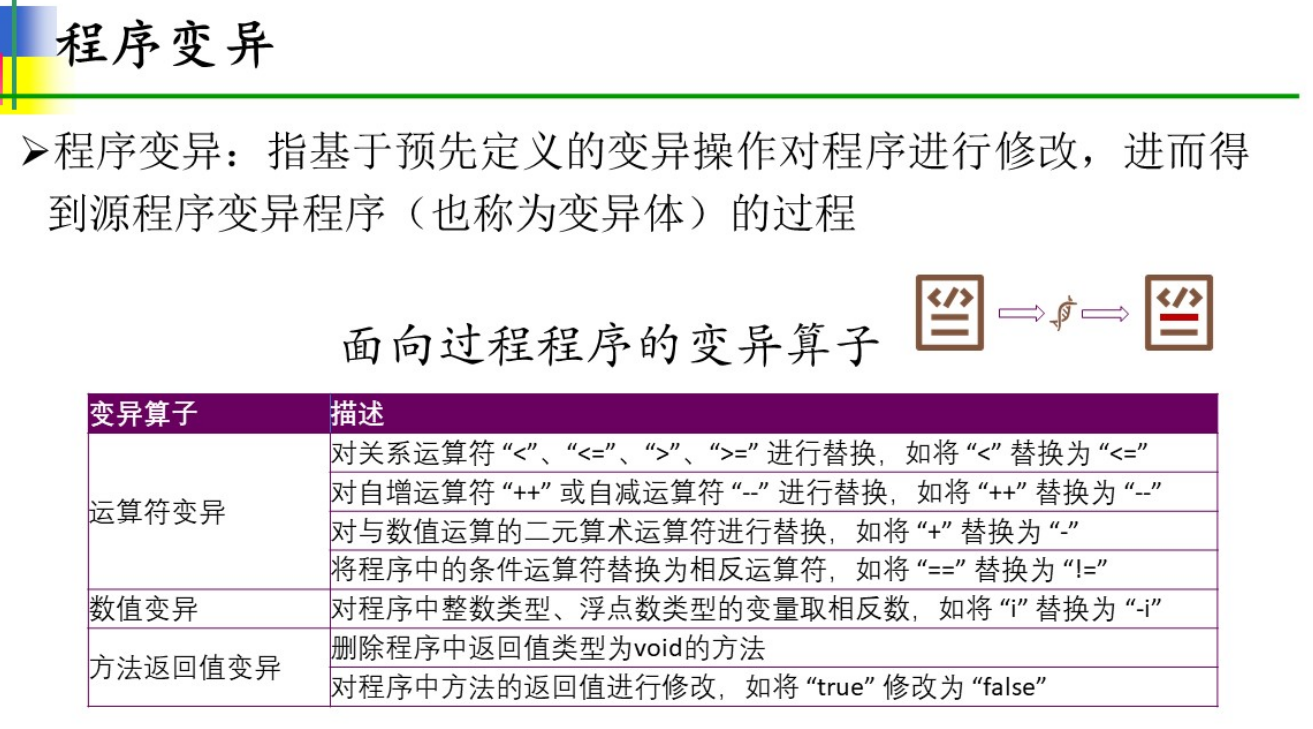 程序变异
➢程序变异：指基于预先定义的变异操作对程序进行修改，进而得
到源程序变异程序（也称为变异体）的过程
</>
</>
面向过程程序的变异算子
变异算子 描述
运算符变异
对关系运算符 “<”、“<=”、“>”、“>=” 进行替换，如将 “<” 替换为 “<=”
对自增运算符 “++” 或自减运算符 “--” 进行替换，如将 “++” 替换为 “--”
对与数值运算的二元算术运算符进行替换，如将 “+” 替换为 “-”
将程序中的条件运算符替换为相反运算符，如将 “==” 替换为 “!=”
数值变异 对程序中整数类型、浮点数类型的变量取相反数，如将 “i” 替换为 “-i”
方法返回值变异
删除程序中返回值类型为void的方法
对程序中方法的返回值进行修改，如将 “true” 修改为 “false”